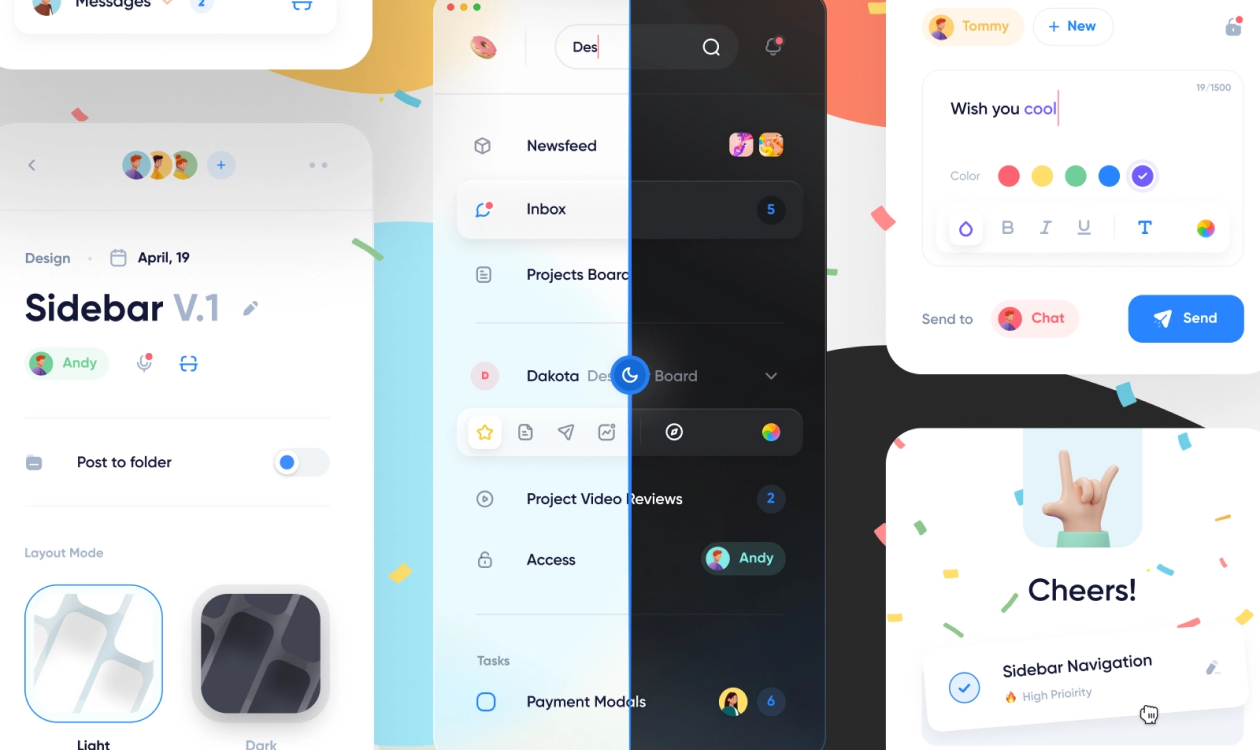 Messages
2
Design
April, 19
Sidebar V.1
Andy
Post to folder
Layout Mode
Light
Dark
Des
Newsfeed
Inbox
5
Projects Board
D
Dakota
Board
Project Video Reviews
2
Access
Andy
Tasks
Payment Modals
6
Tommy
+ New
19/1500
Wish you cool
Color
B I U T
Send to
Chat
Send
Cheers!
Sidebar Navigation
High Prioirity